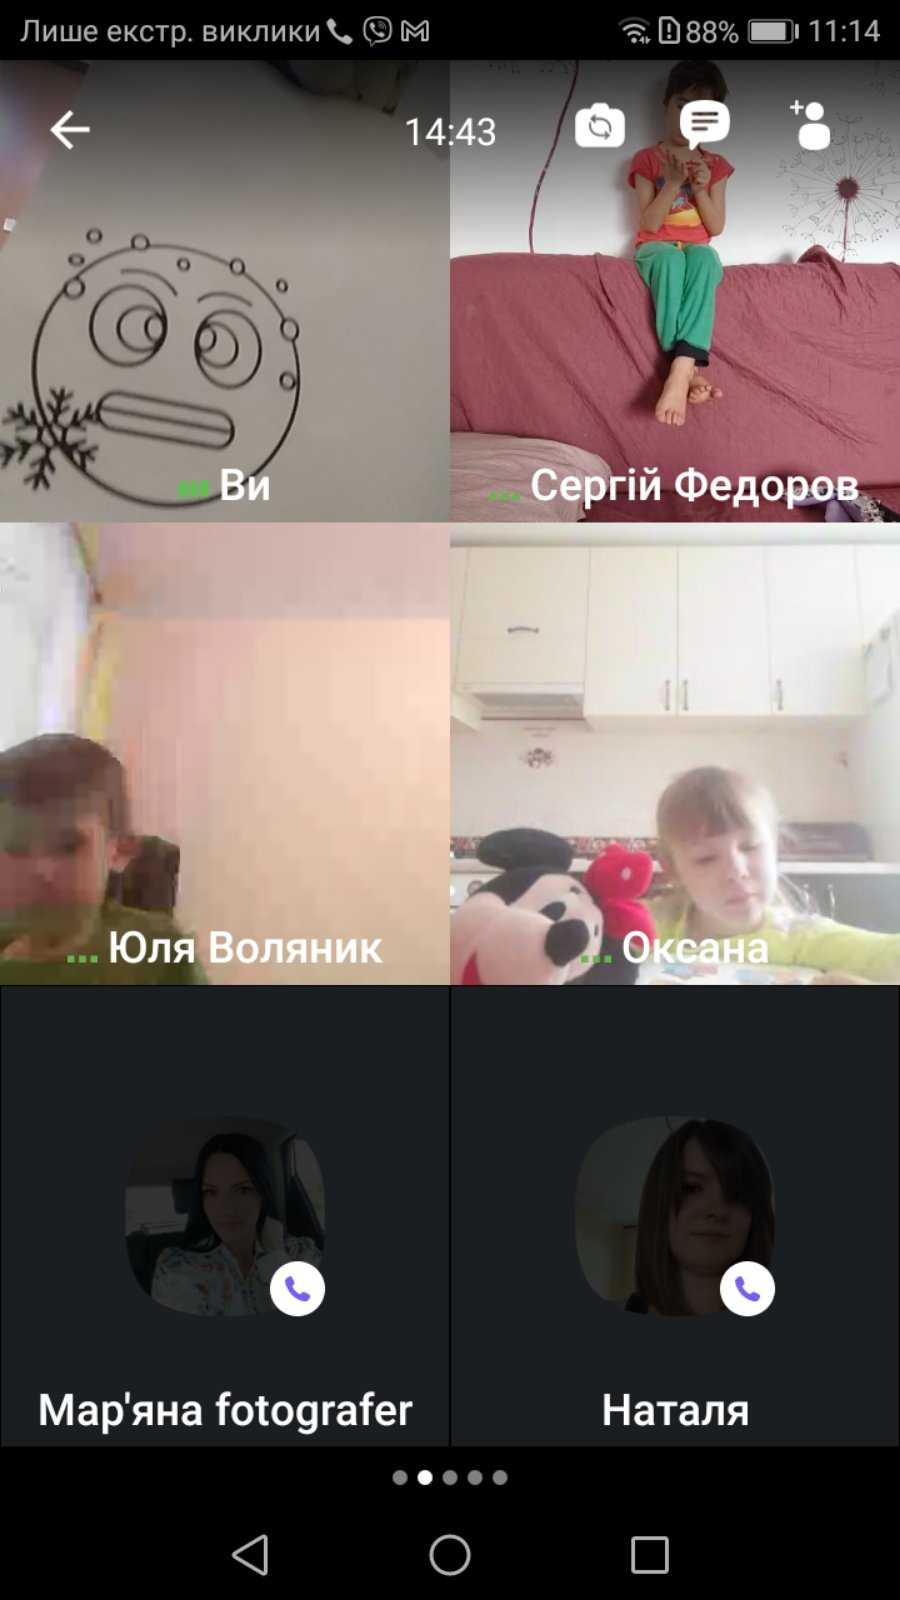 Лише екстр. виклики 88% 11:14
14:43
Ви
Сергій Федоров
Юля Воляник
Оксана
Мар'яна fotografer
Наталя